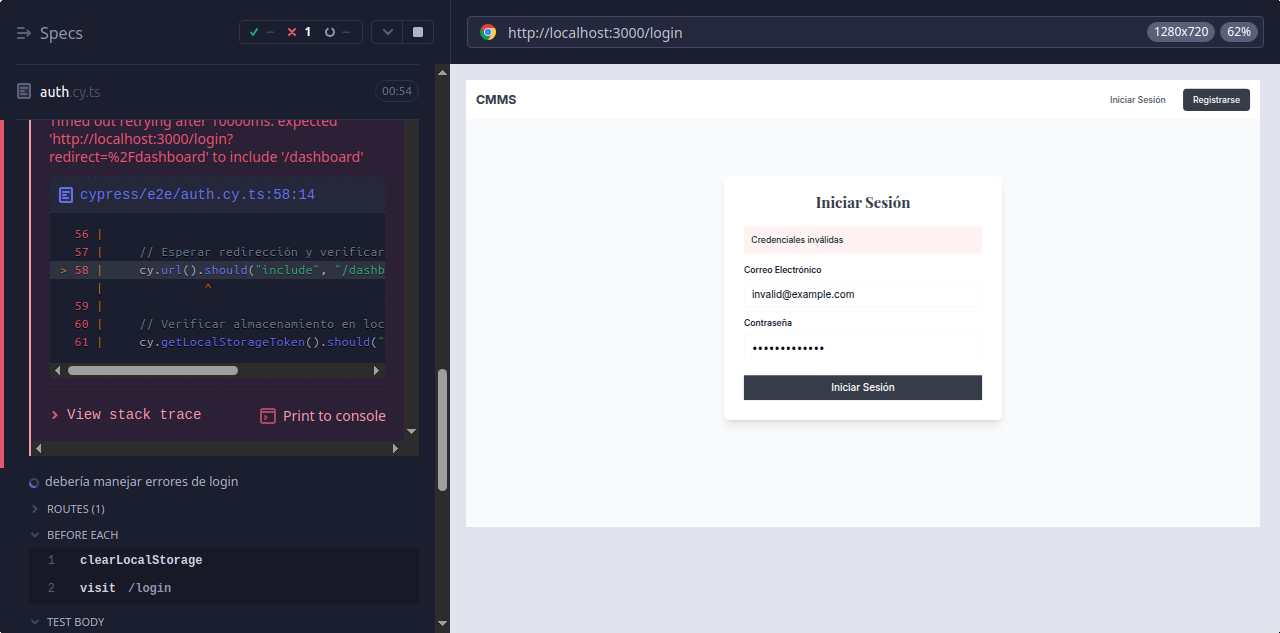 Specs
-- 1 --
auth.cy.ts
00:54
Timed out retrying after 10000ms: expected
'http://localhost:3000/login?
redirect=%2Fdashboard' to include '/dashboard'
cypress/e2e/auth.cy.ts:58:14
56 |
57 |     // Esperar redirección y verificar
> 58 |     cy.url().should("include", "/dashb
|              ^
59 |
60 |     // Verificar almacenamiento en loc
61 |     cy.getLocalStorageToken().should("
> View stack trace
Print to console
debería manejar errores de login
ROUTES (1)
BEFORE EACH
1 clearLocalStorage
2 visit /login
TEST BODY
http://localhost:3000/login
1280x720
62%
CMMS
Iniciar Sesión
Registrarse
Iniciar Sesión
Credenciales inválidas
Correo Electrónico
invalid@example.com
Contraseña
•••••••••••••
Iniciar Sesión